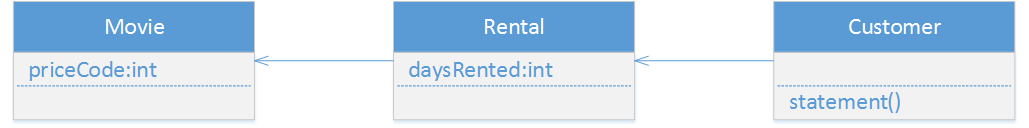 Movie
priceCode:int
Rental
daysRented:int
Customer
statement()